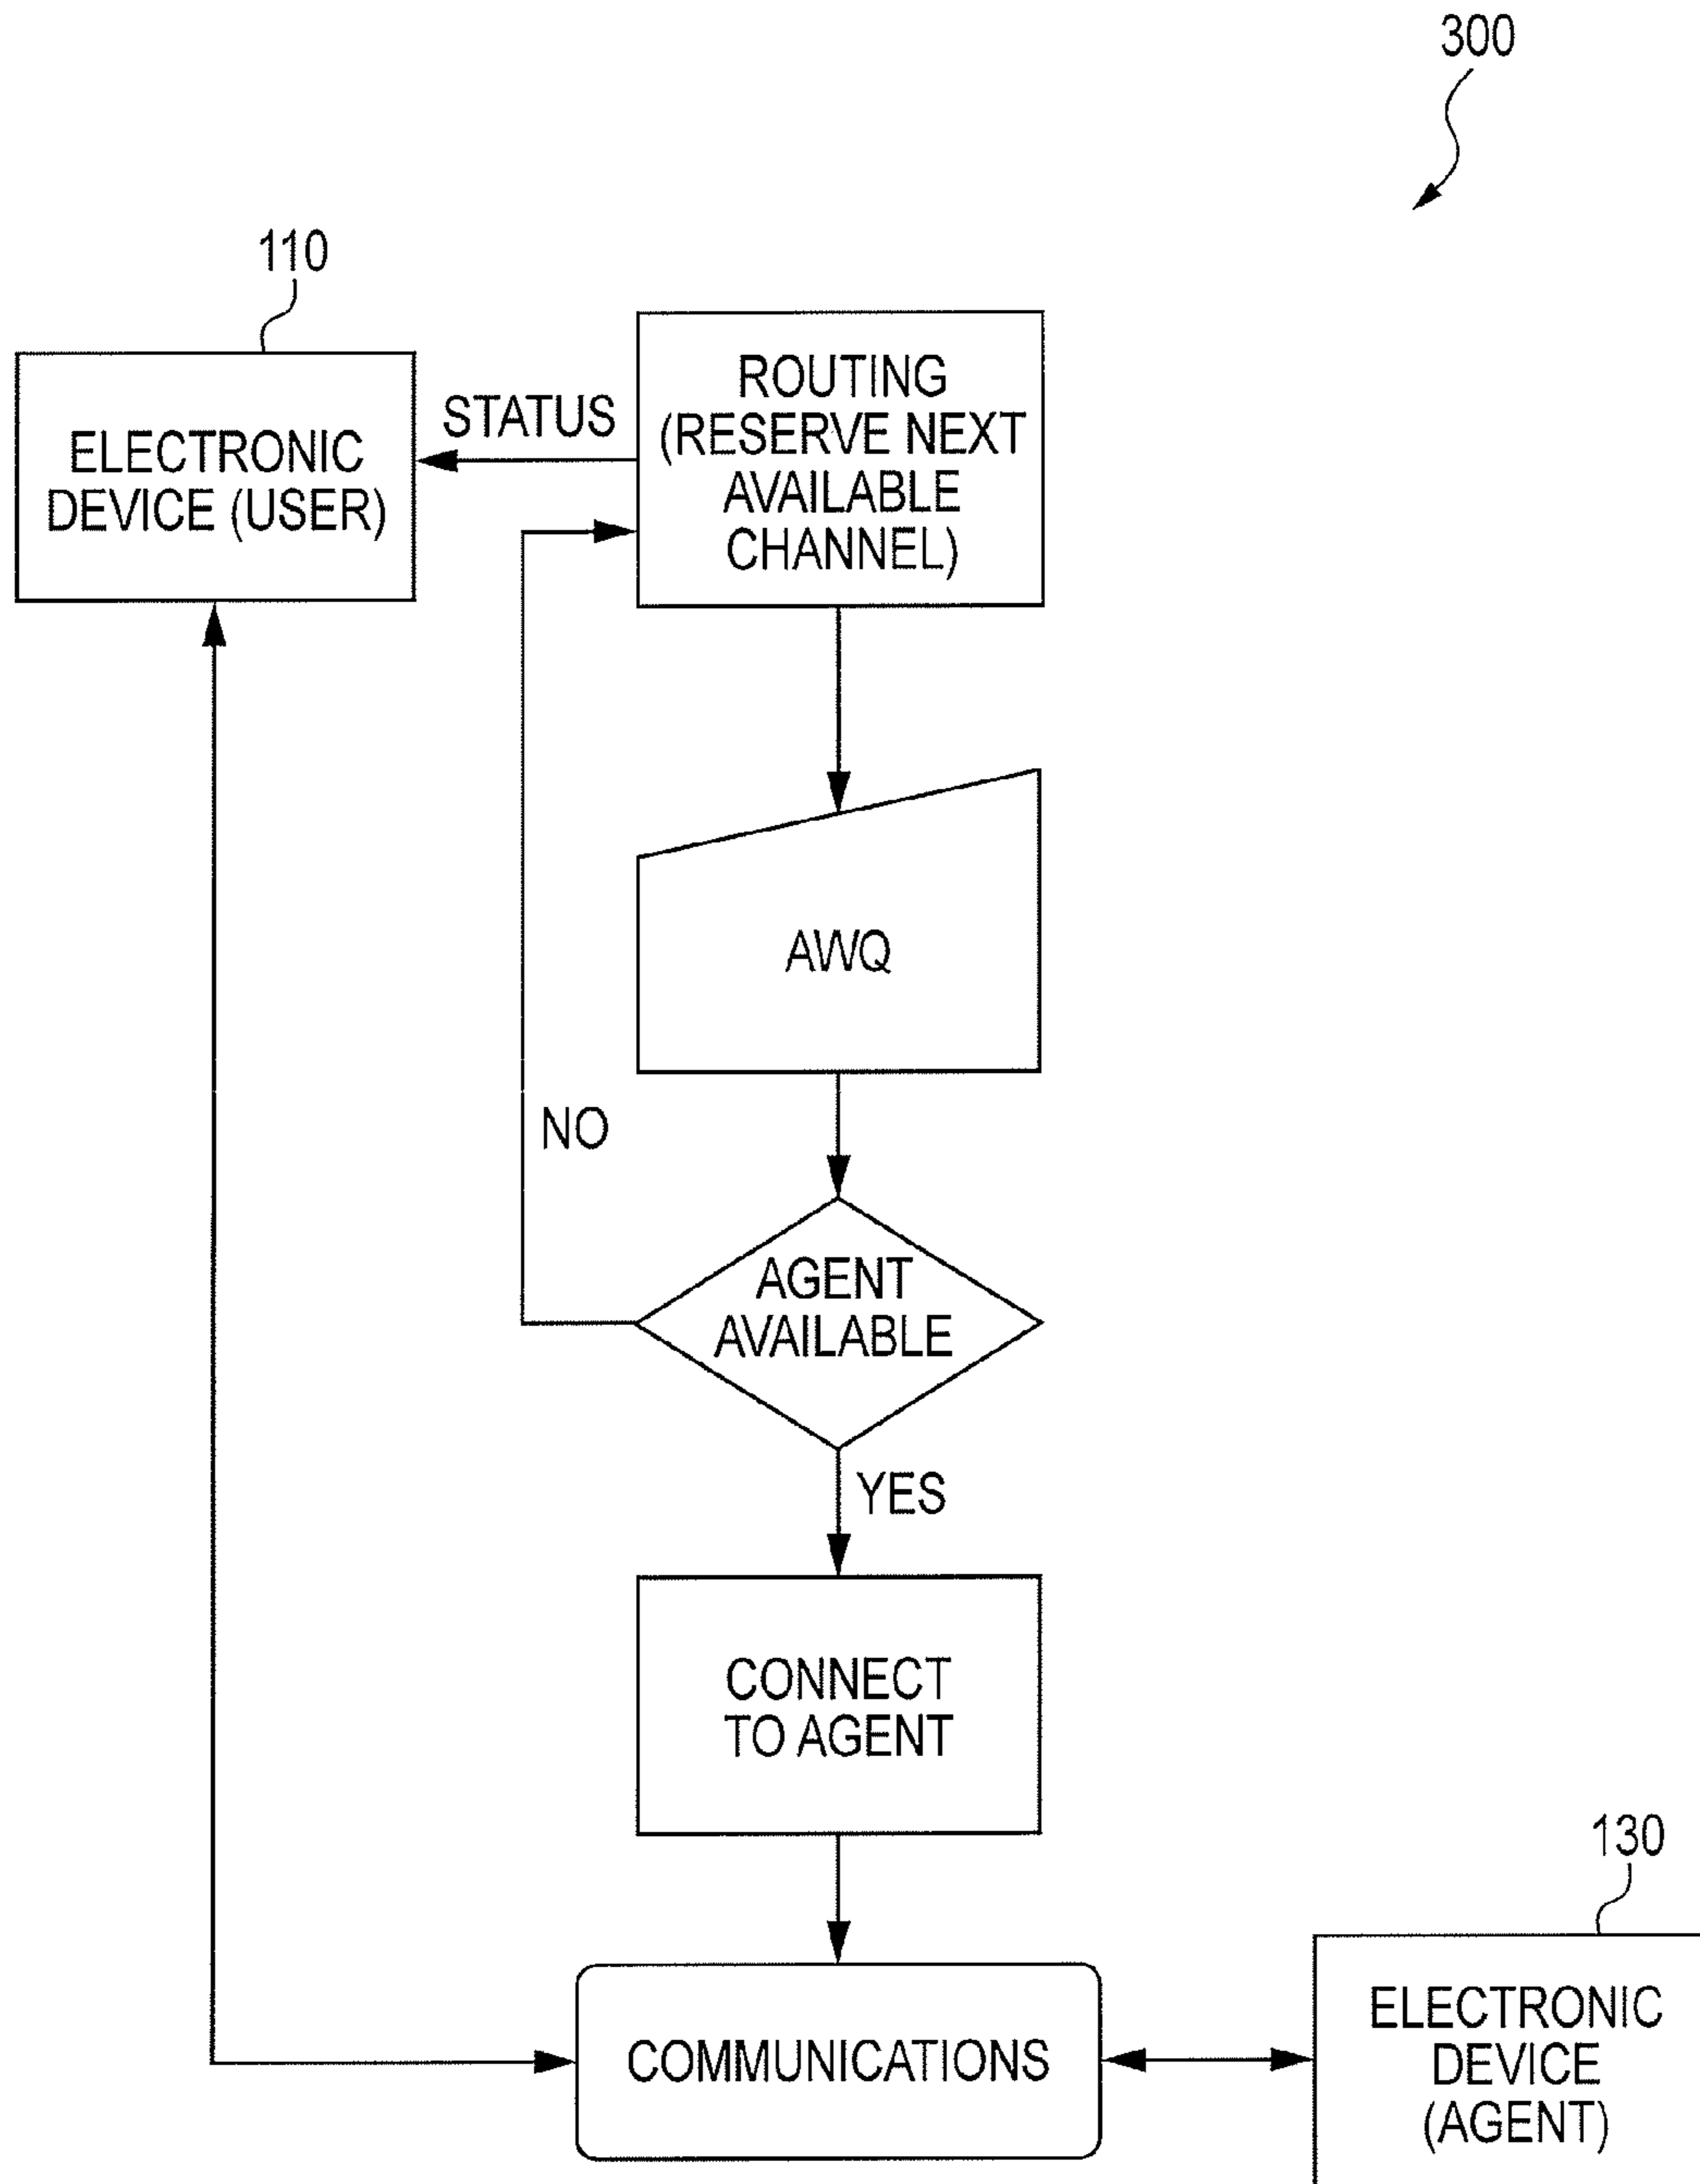 300
110
ELECTRONIC
DEVICE (USER)
STATUS
ROUTING
(RESERVE NEXT
AVAILABLE
CHANNEL)
AWQ
NO
AGENT
AVAILABLE
YES
CONNECT
TO AGENT
COMMUNICATIONS
130
ELECTRONIC
DEVICE
(AGENT)